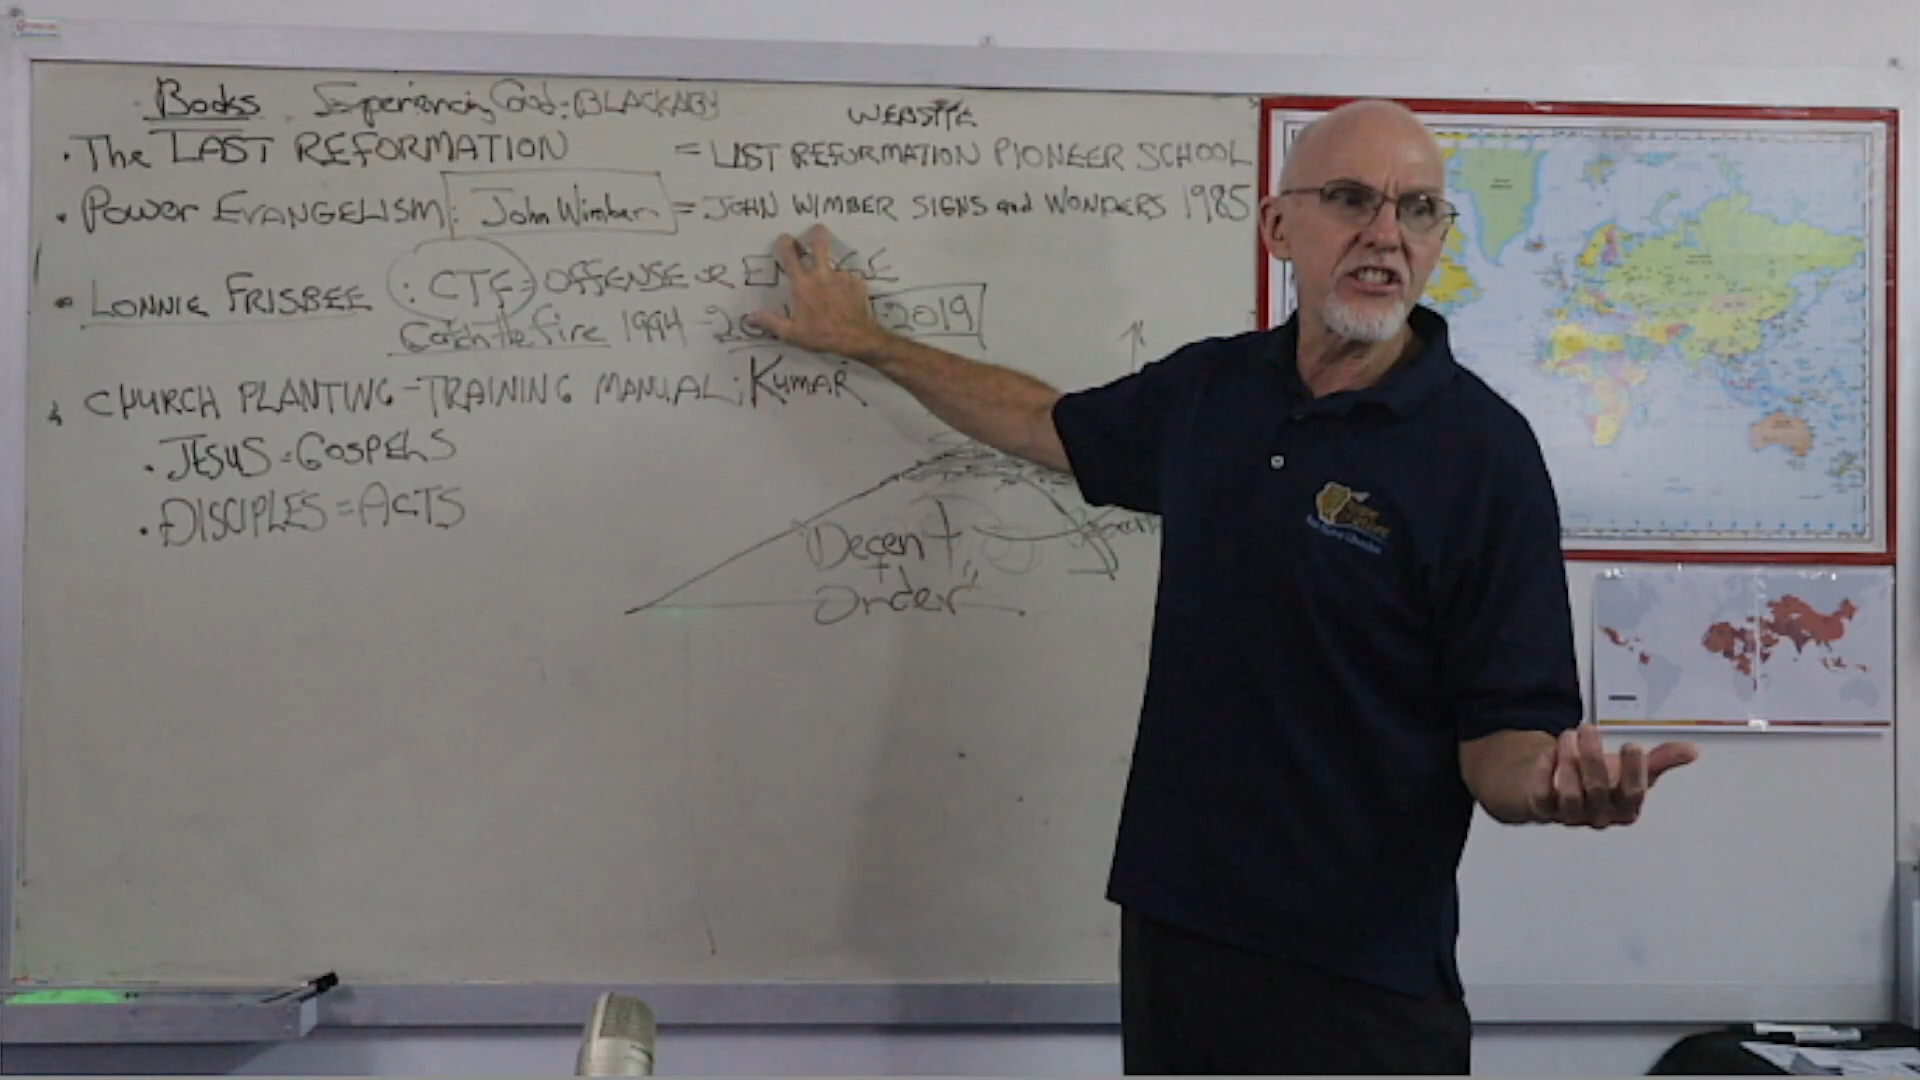 Books Experiencing God: BLACKABY
WEBSITE
• The LAST REFORMATION = LAST REFORMATION PIONEER SCHOOL
• POWER EVANGELISM: John Wimber = JOHN WIMBER SIGNS and WONDERS 1985
• LONNIE FRISBEE : CTF = OFFENSE or
Catch the Fire 1994 - 2019
CHURCH PLANTING - TRAINING MANUAL: KUMAR
• JESUS = GOSPELS
• DISCIPLES = ACTS
Decent
+
Order"